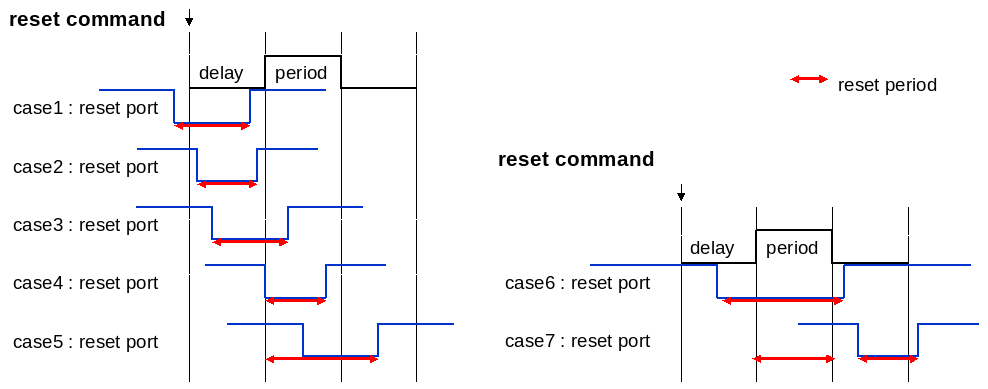 reset command
delay period
case1 : reset port
case2 : reset port
case3 : reset port
case4 : reset port
case5 : reset port
reset period
reset command
delay period
case6 : reset port
case7 : reset port